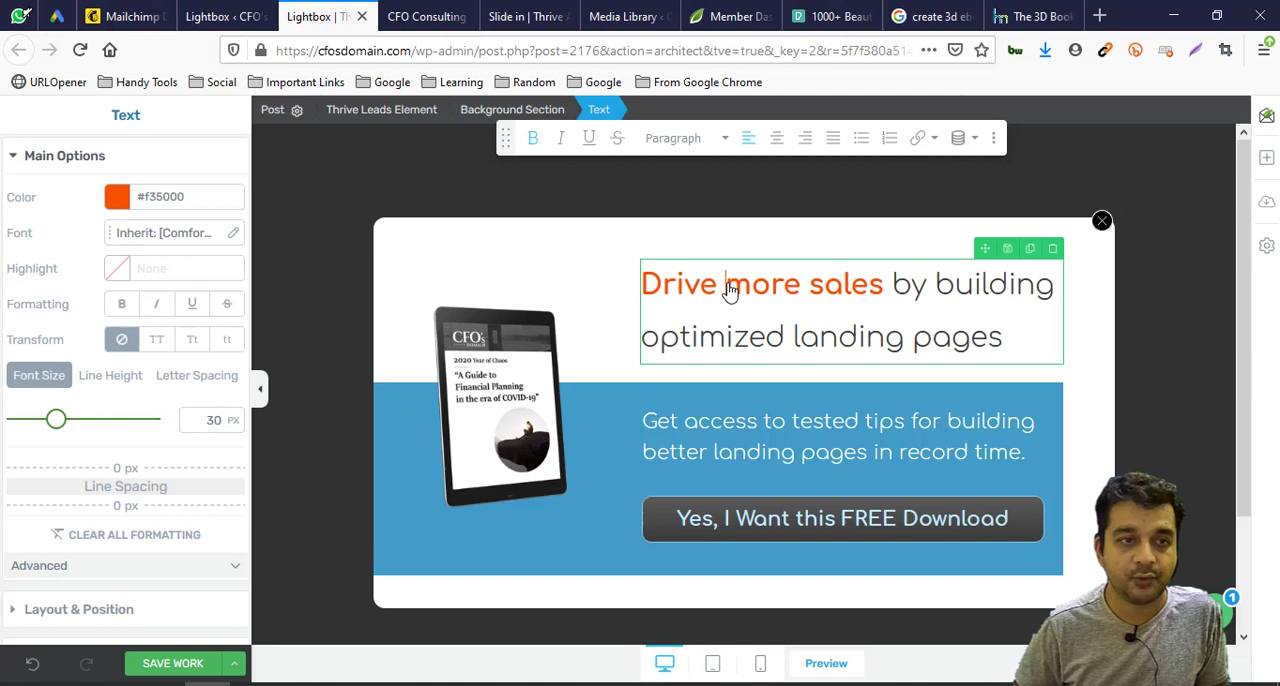 Mailchimp
Lightbox ‹ CFO's
Lightbox | Th
CFO Consulting
Slide in | Thrive A
Media Library ‹ C
Member Das
1000+ Beau
create 3d eb
The 3D Boo
https://cfosdomain.com/wp-admin/post.php?post=2176&action=architect&tve=true&_key=2&r=5f7f380a51
URLOpener
Handy Tools
Social
Important Links
Google
Learning
Random
Google
From Google Chrome
Text
Post
Thrive Leads Element
Background Section
Text
B I U S Paragraph
Main Options
Color
#f35000
Font
Inherit: [Comfor...
Highlight
None
Formatting
B I U S
Transform
TT Tt tt
Font Size
Line Height
Letter Spacing
30 PX
0 px
Line Spacing
0 px
CLEAR ALL FORMATTING
Advanced
Layout & Position
SAVE WORK
Drive more sales by building
optimized landing pages
CFO's
DOMAIN
2020 Year of Chaos
"A Guide to
Financial Planning
in the era of COVID-19"
Get access to tested tips for building
better landing pages in record time.
Yes, I Want this FREE Download
1
Preview